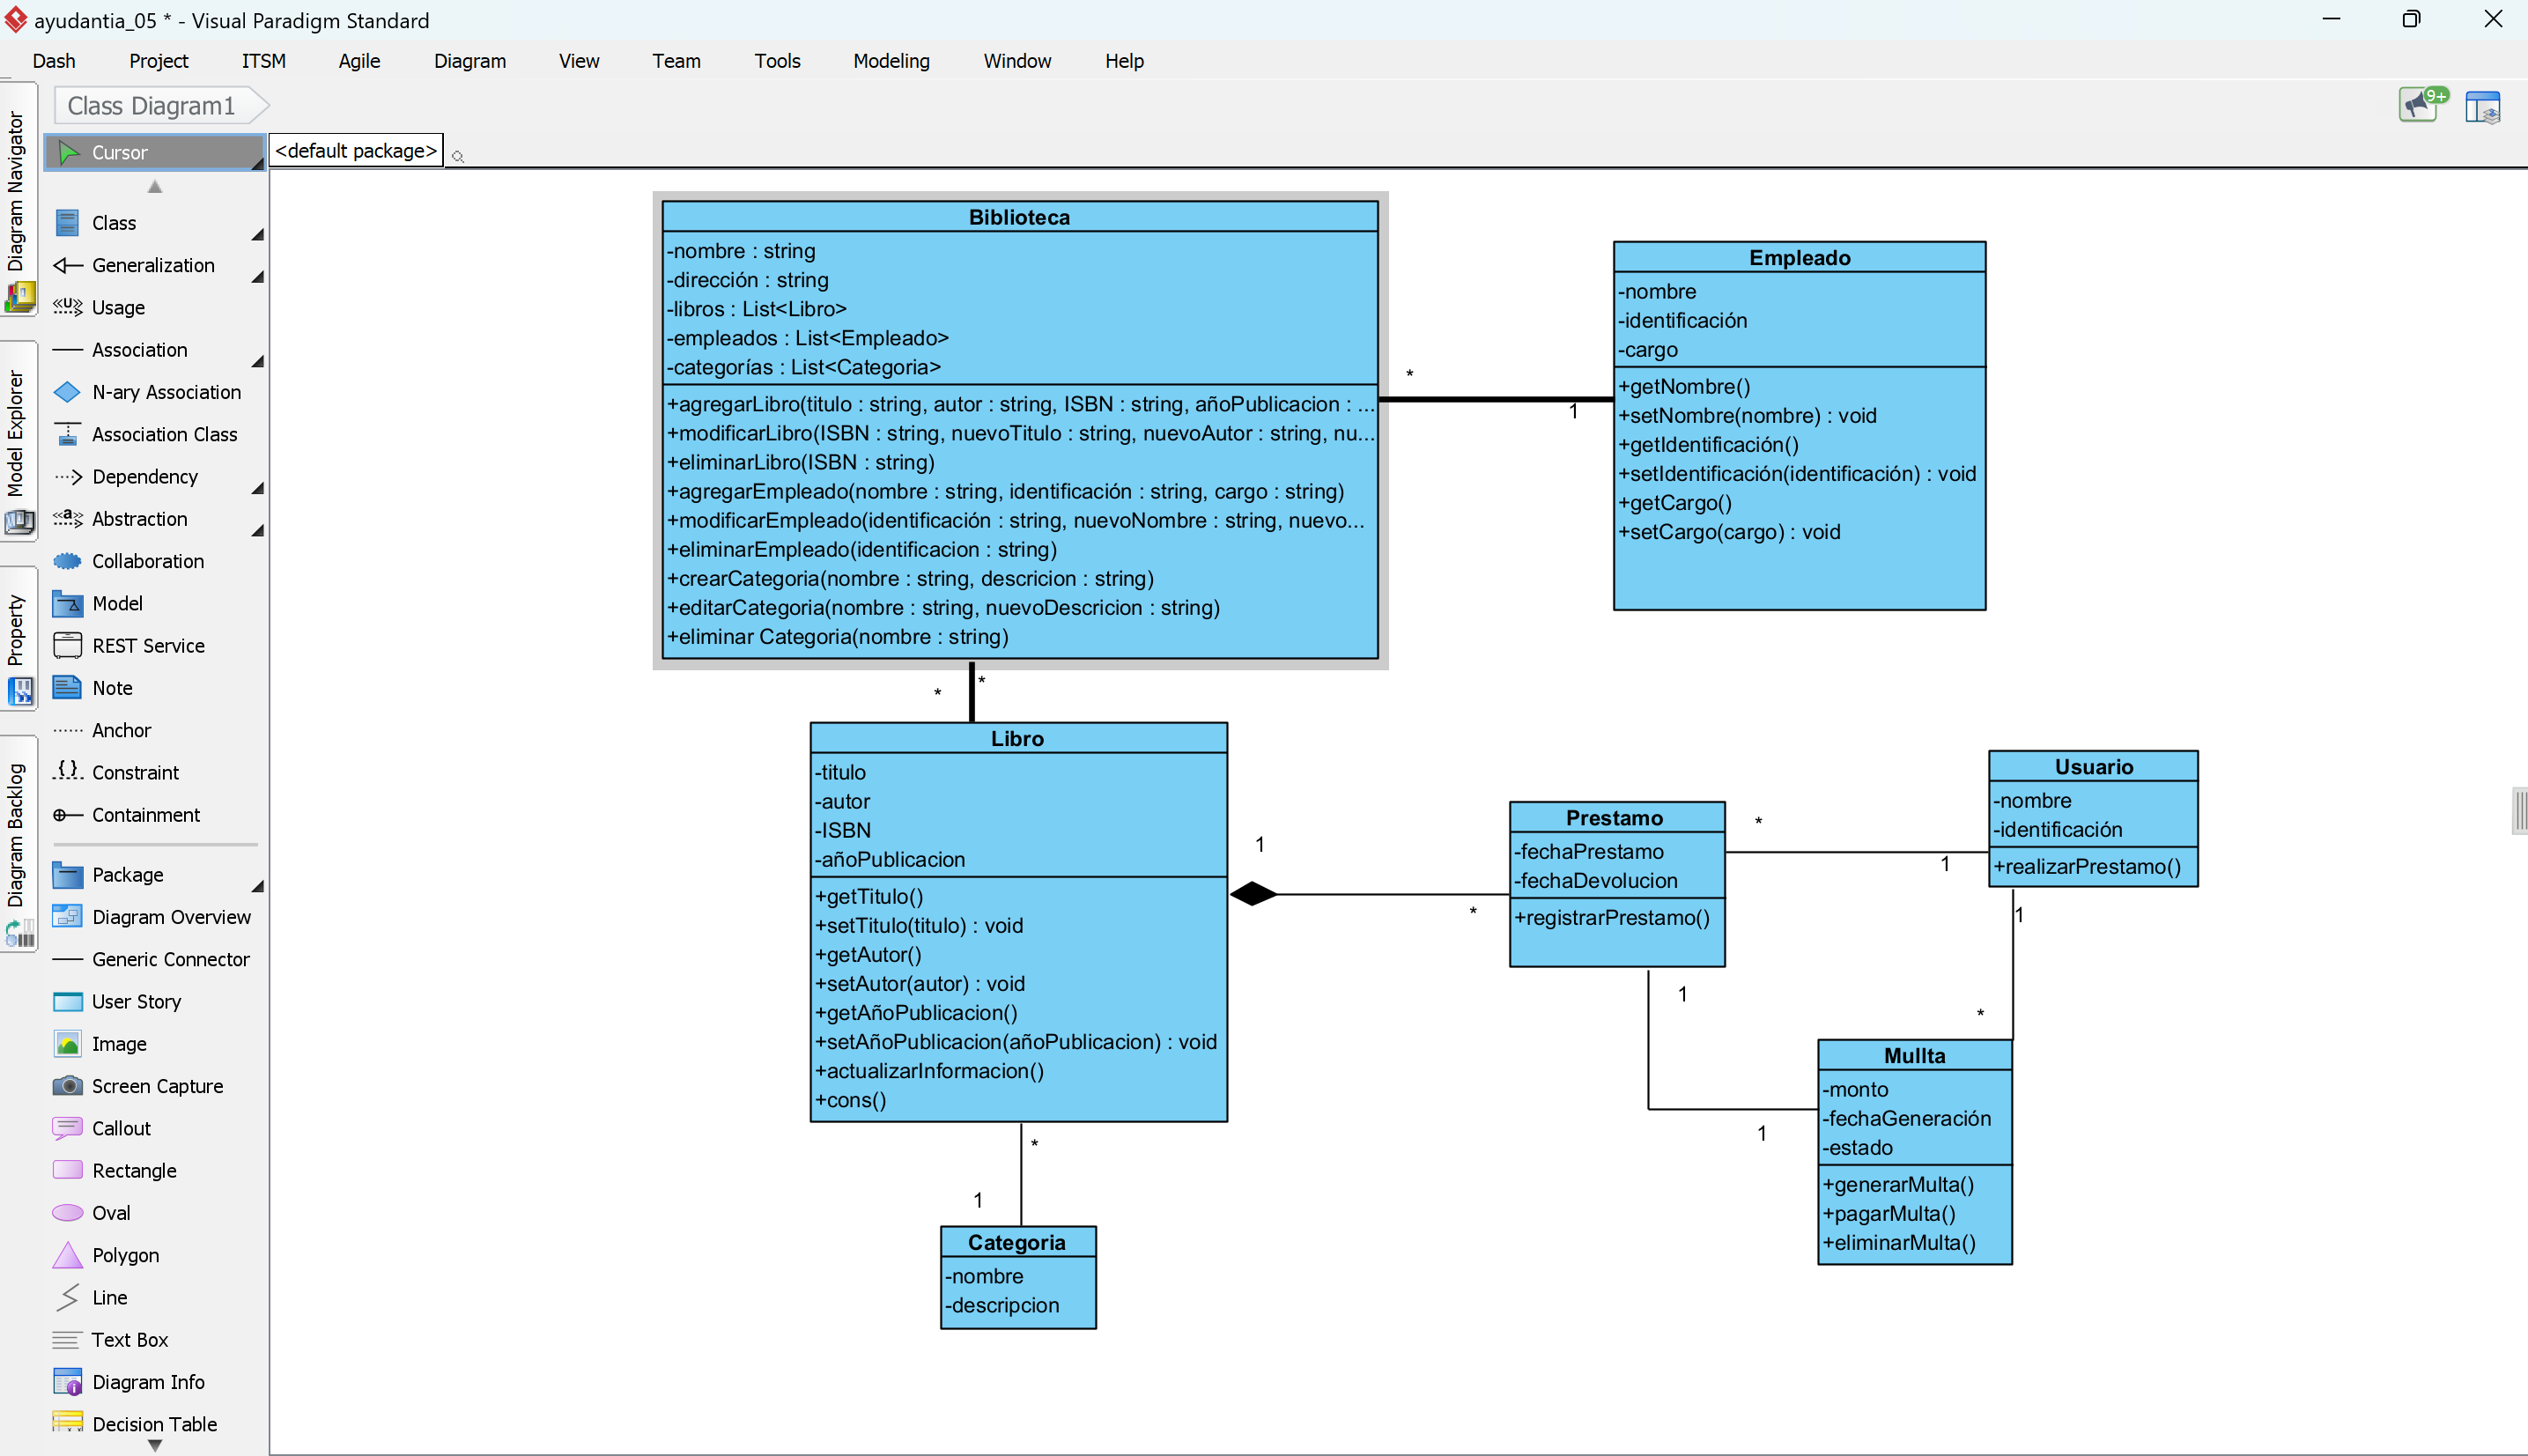 ayudantia_05 * - Visual Paradigm Standard
Dash Project ITSM Agile Diagram View Team Tools Modeling Window Help
Class Diagram1
9+
Diagram Navigator
Model Explorer
Property
Diagram Backlog
Cursor
Class
Generalization
«U» Usage
Association
N-ary Association
Association Class
Dependency
«a» Abstraction
Collaboration
Model
REST Service
Note
Anchor
{} Constraint
Containment
Package
Diagram Overview
Generic Connector
User Story
Image
Screen Capture
Callout
Rectangle
Oval
Polygon
Line
Text Box
Diagram Info
Decision Table
<default package>
Biblioteca
-nombre : string
-dirección : string
-libros : List<Libro>
-empleados : List<Empleado>
-categorías : List<Categoria>
+agregarLibro(titulo : string, autor : string, ISBN : string, añoPublicacion : ...
+modificarLibro(ISBN : string, nuevoTitulo : string, nuevoAutor : string, nu...
+eliminarLibro(ISBN : string)
+agregarEmpleado(nombre : string, identificación : string, cargo : string)
+modificarEmpleado(identificación : string, nuevoNombre : string, nuevo...
+eliminarEmpleado(identificacion : string)
+crearCategoria(nombre : string, descricion : string)
+editarCategoria(nombre : string, nuevoDescricion : string)
+eliminar Categoria(nombre : string)
*
1
Empleado
-nombre
-identificación
-cargo
+getNombre()
+setNombre(nombre) : void
+getIdentificación()
+setIdentificación(identificación) : void
+getCargo()
+setCargo(cargo) : void
*
*
Libro
-titulo
-autor
-ISBN
-añoPublicacion
+getTitulo()
+setTitulo(titulo) : void
+getAutor()
+setAutor(autor) : void
+getAñoPublicacion()
+setAñoPublicacion(añoPublicacion) : void
+actualizarInformacion()
+cons()
1
*
Prestamo
-fechaPrestamo
-fechaDevolucion
+registrarPrestamo()
*
1
Usuario
-nombre
-identificación
+realizarPrestamo()
1
*
1
1
Mullta
-monto
-fechaGeneración
-estado
+generarMulta()
+pagarMulta()
+eliminarMulta()
*
1
Categoria
-nombre
-descripcion